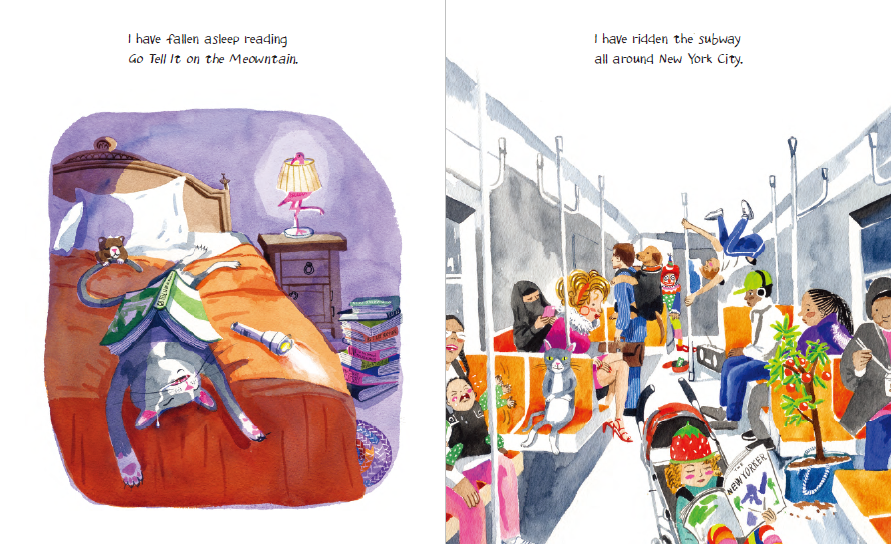 I have fallen asleep reading
Go Tell It on the Meowntain.
I have ridden the subway
all around New York City.
THE
NEW YORKER